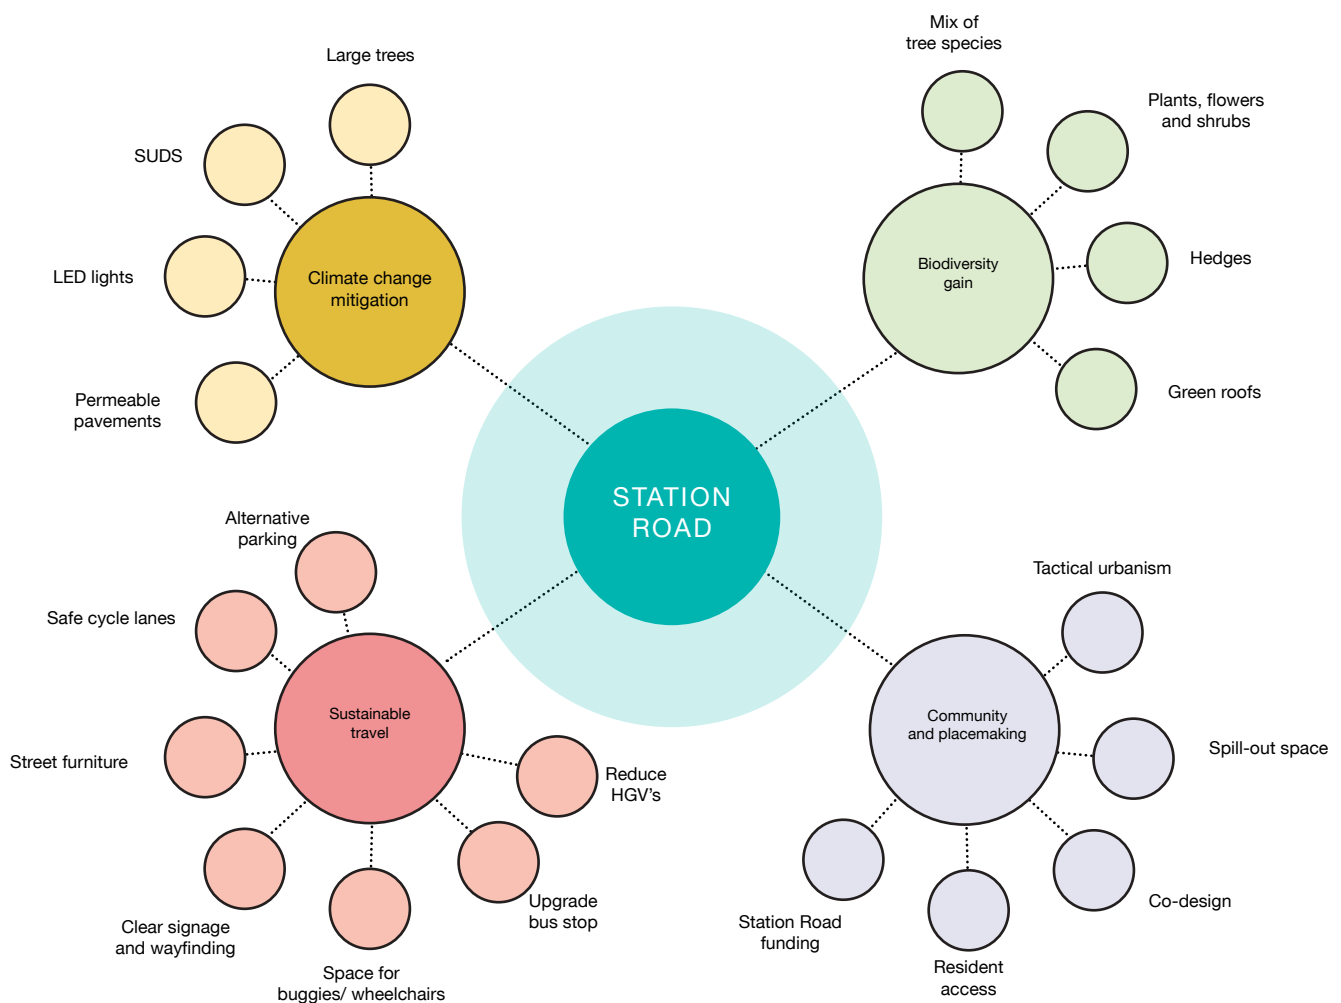 Large trees
SUDS
LED lights
Permeable
pavements
Climate change
mitigation
Mix of
tree species
Plants, flowers
and shrubs
Hedges
Green roofs
Biodiversity
gain
STATION
ROAD
Alternative
parking
Safe cycle lanes
Street furniture
Clear signage
and wayfinding
Space for
buggies/ wheelchairs
Upgrade
bus stop
Reduce
HGV's
Sustainable
travel
Tactical urbanism
Spill-out space
Co-design
Resident
access
Station Road
funding
Community
and placemaking